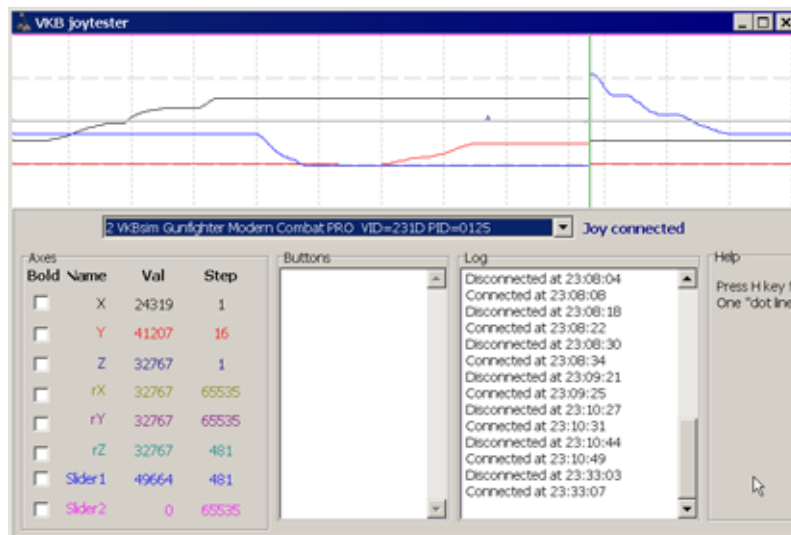 VKB joytester
2 VKBsim Gunfighter Modern Combat PRO VID=231D PID=0125
Joy connected
Axes
Bold Name Val Step
X 24319 1
Y 41207 16
Z 32767 1
rX 32767 65535
rY 32767 65535
rZ 32767 481
Slider1 49664 481
Slider2 0 65535
Buttons
Log
Disconnected at 23:08:04
Connected at 23:08:08
Disconnected at 23:08:18
Connected at 23:08:22
Disconnected at 23:08:30
Connected at 23:08:34
Disconnected at 23:09:21
Connected at 23:09:25
Disconnected at 23:10:27
Connected at 23:10:31
Disconnected at 23:10:44
Connected at 23:10:49
Disconnected at 23:33:03
Connected at 23:33:07
Help
Press H key
One "dot line